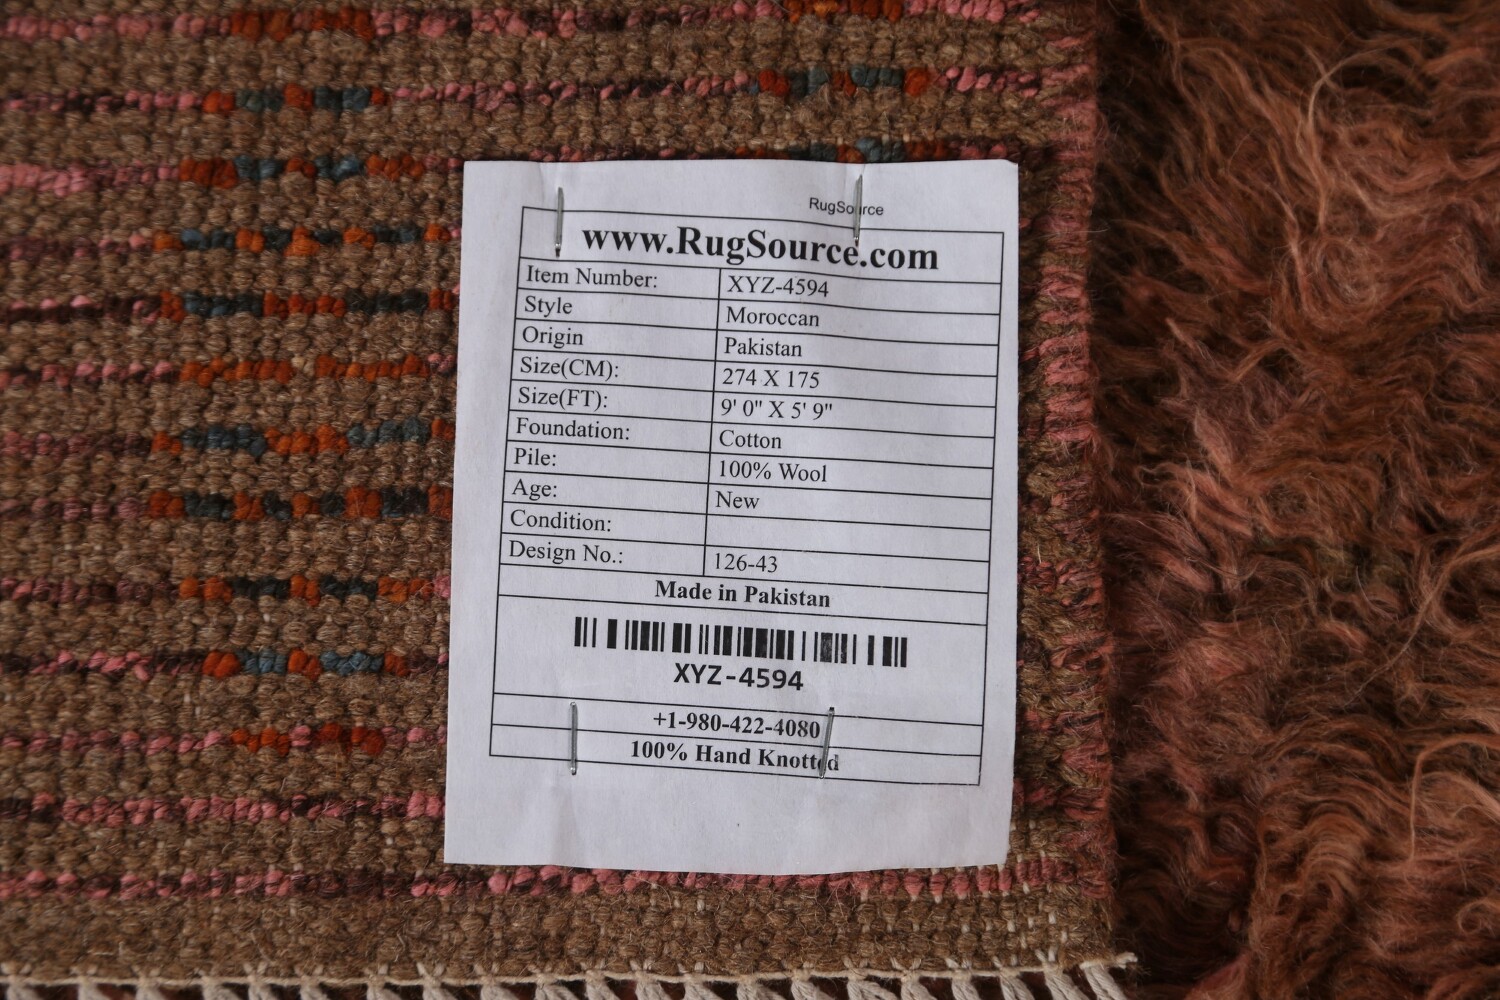 RugSource
www.RugSource.com
Item Number: XYZ-4594
Style Moroccan
Origin Pakistan
Size(CM): 274 X 175
Size(FT): 9' 0" X 5' 9"
Foundation: Cotton
Pile: 100% Wool
Age: New
Condition:
Design No.: 126-43
Made in Pakistan
XYZ-4594
+1-980-422-4080
100% Hand Knotted